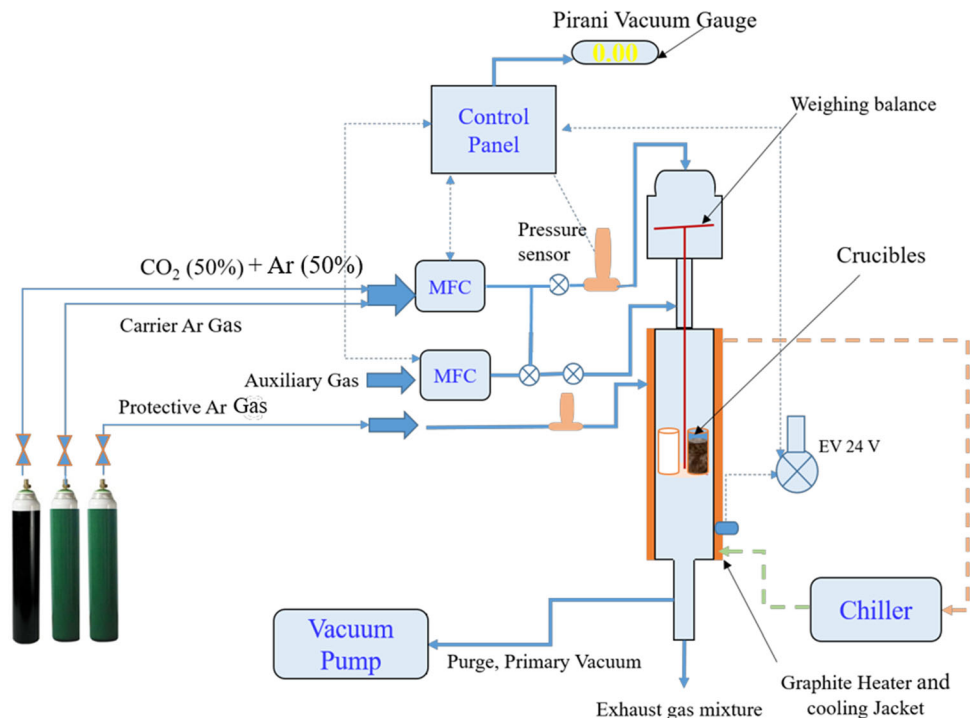 Pirani Vacuum Gauge
0.00
Weighing balance
Control
Panel
Pressure
sensor
Crucibles
CO₂ (50%) + Ar (50%)
MFC
Carrier Ar Gas
MFC
Auxiliary Gas
Protective Ar Gas
EV 24 V
Chiller
Vacuum
Pump
Purge, Primary Vacuum
Graphite Heater and
cooling Jacket
Exhaust gas mixture